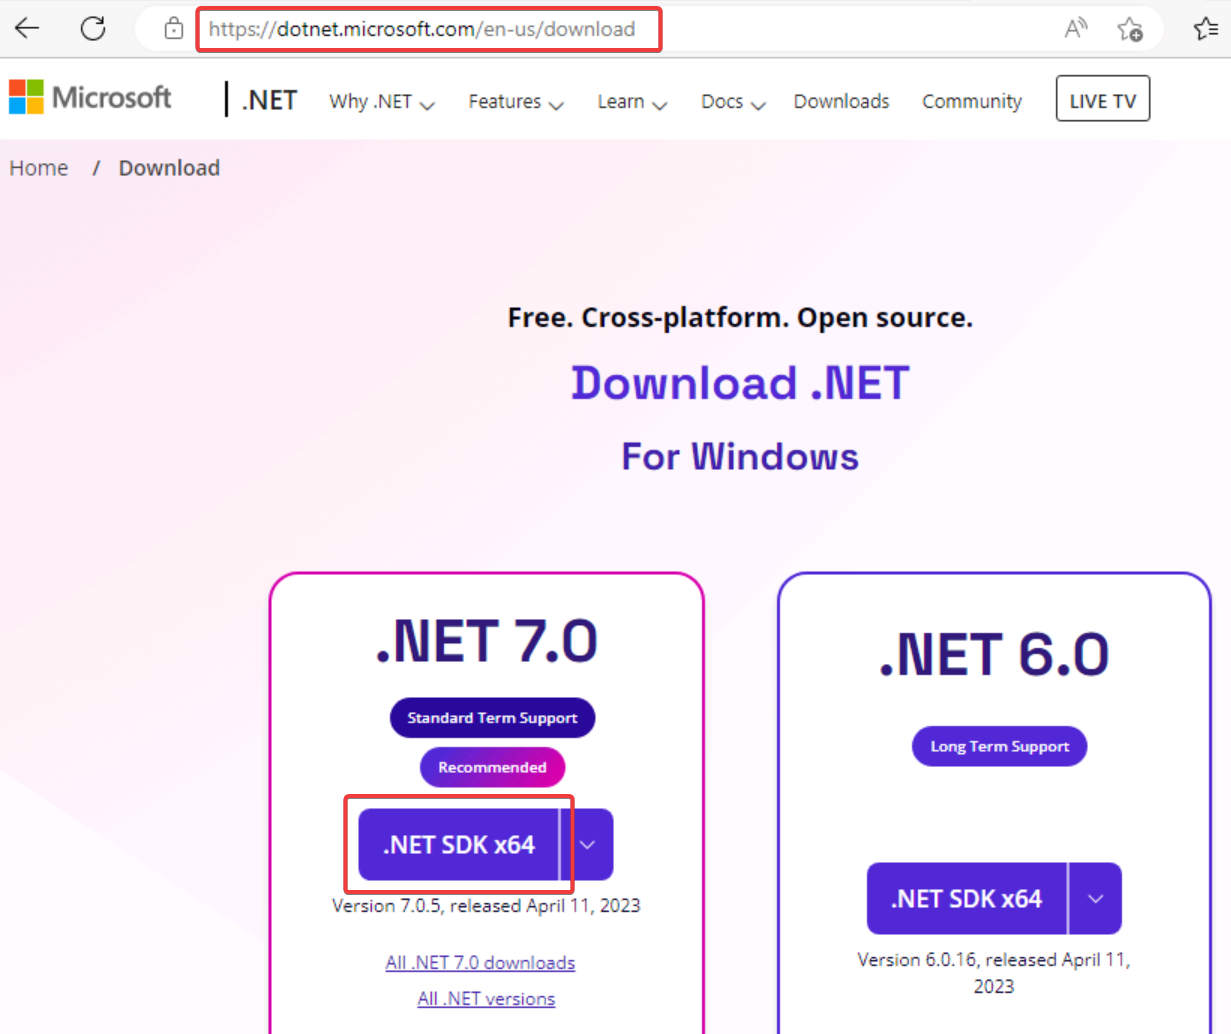 https://dotnet.microsoft.com/en-us/download
Microsoft
.NET
Why .NET
Features
Learn
Docs
Downloads
Community
LIVE TV
Home / Download
Free. Cross-platform. Open source.
Download .NET
For Windows
.NET 7.0
Standard Term Support
Recommended
.NET SDK x64
Version 7.0.5, released April 11, 2023
All .NET 7.0 downloads
All .NET versions
.NET 6.0
Long Term Support
.NET SDK x64
Version 6.0.16, released April 11,
2023